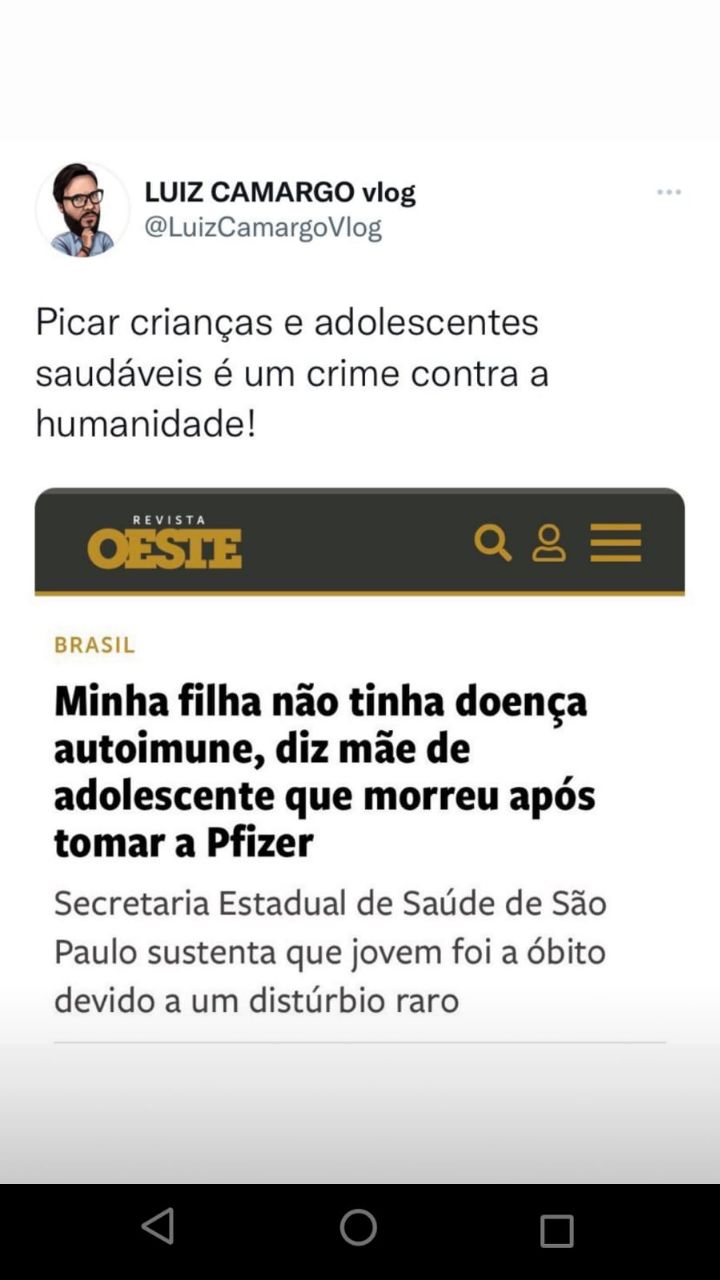 LUIZ CAMARGO vlog
@LuizCamargoVlog
Picar crianças e adolescentes
saudáveis é um crime contra a
humanidade!
REVISTA
OESTE
BRASIL
Minha filha não tinha doença
autoimune, diz mãe de
adolescente que morreu após
tomar a Pfizer
Secretaria Estadual de Saúde de São
Paulo sustenta que jovem foi a óbito
devido a um distúrbio raro